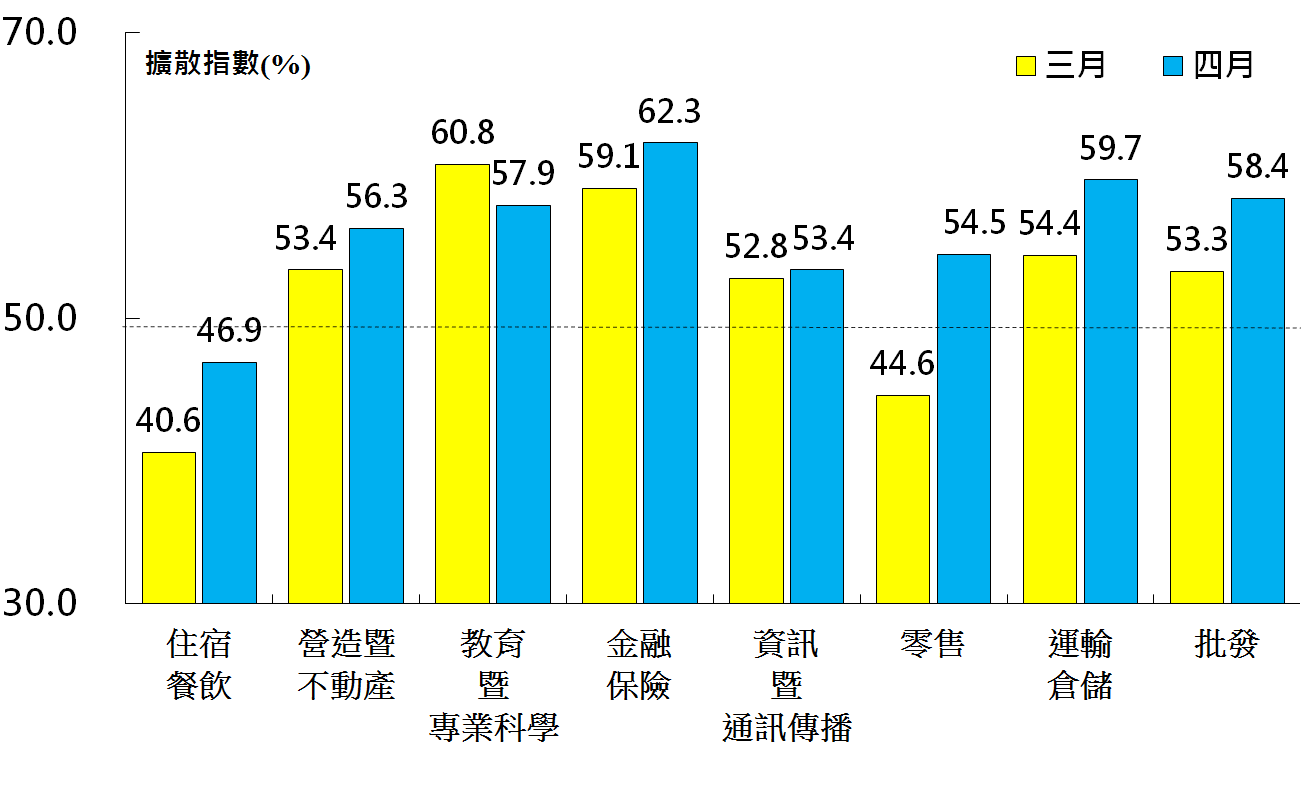 70.0
擴散指數(%)
三月
四月
62.3
60.8
59.1
57.9
59.7
58.4
56.3
53.4
52.8
53.4
54.5
54.4
53.3
50.0
46.9
44.6
40.6
30.0
住宿
餐飲
營造暨
不動產
教育
暨
專業科學
金融
保險
資訊
暨
通訊傳播
零售
運輸
倉儲
批發